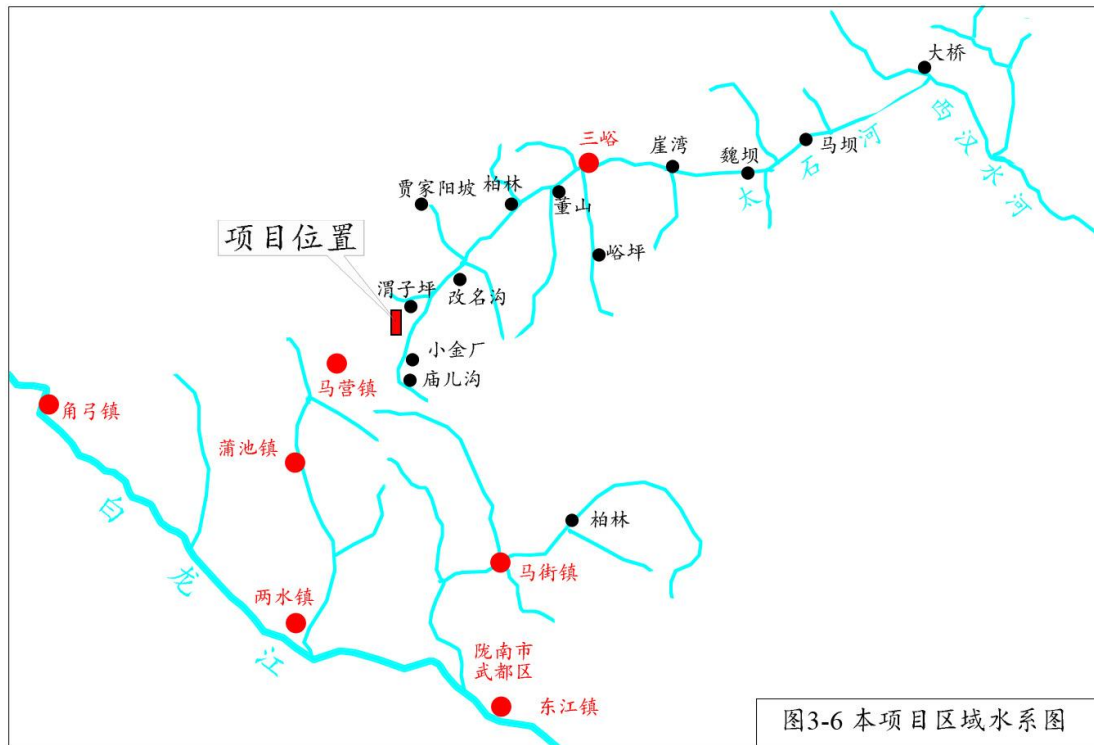 大桥
西汉水河
三峪
崖湾
魏坝
马坝
太石河
贾家阳坡
柏林
董山
峪坪
项目位置
渭子坪
改名沟
小金厂
庙儿沟
马营镇
角弓镇
蒲池镇
白龙江
柏林
马街镇
两水镇
陇南市
武都区
东江镇
图3-6 本项目区域水系图